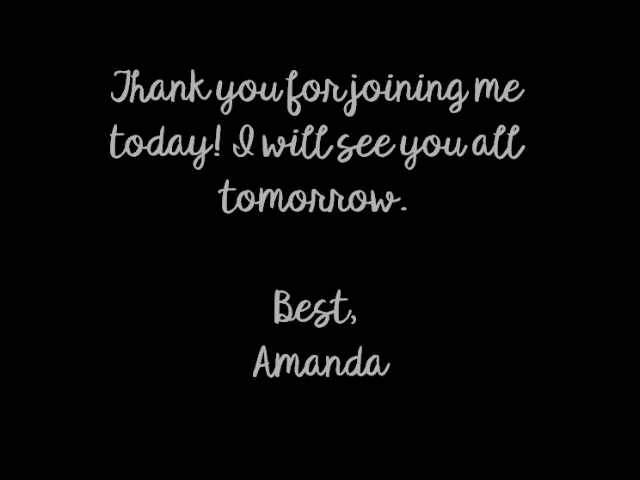 Thank you for joining me
today! I will see you all
tomorrow.
Best,
Amanda